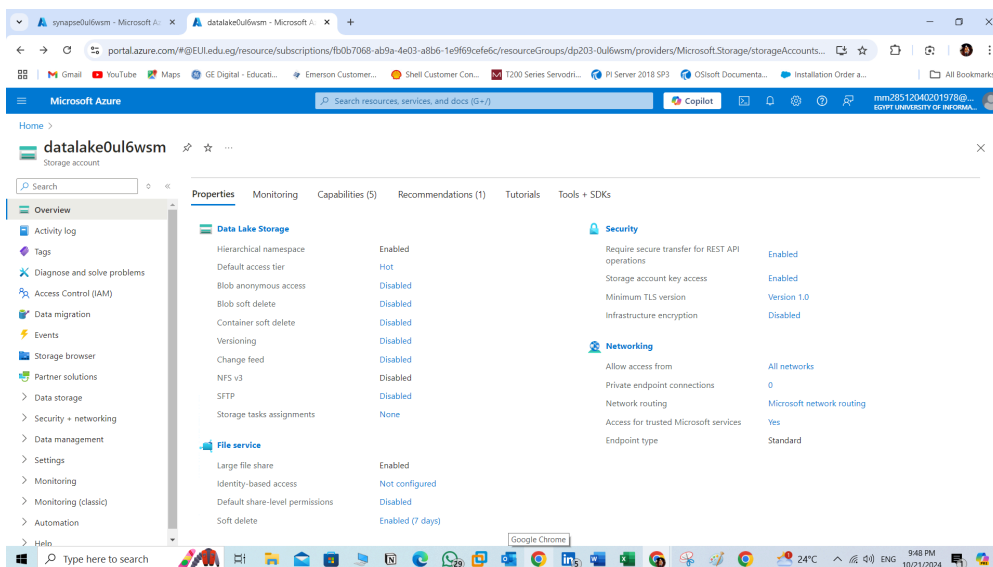 synapse0ul6wsm - Microsoft Az
datalake0ul6wsm - Microsoft A
portal.azure.com/#@EUI.edu.eg/resource/subscriptions/fb0b7068-ab9a-4e03-a8b6-1e9f69cefe6c/resourceGroups/dp203-0ul6wsm/providers/Microsoft.Storage/storageAccounts...
Gmail YouTube Maps GE Digital - Educati... Emerson Customer... Shell Customer Con... T200 Series Servodri... PI Server 2018 SP3 OSIsoft Documenta... Installation Order a... All Bookmarks
Microsoft Azure
Search resources, services, and docs (G+/)
Copilot
mm28512040201978@...
EGYPT UNIVERSITY OF INFORMA...
Home >
datalake0ul6wsm
Storage account
Search
Overview
Activity log
Tags
Diagnose and solve problems
Access Control (IAM)
Data migration
Events
Storage browser
Partner solutions
Data storage
Security + networking
Data management
Settings
Monitoring
Monitoring (classic)
Automation
Help
Properties Monitoring Capabilities (5) Recommendations (1) Tutorials Tools + SDKs
Data Lake Storage
Hierarchical namespace Enabled
Default access tier Hot
Blob anonymous access Disabled
Blob soft delete Disabled
Container soft delete Disabled
Versioning Disabled
Change feed Disabled
NFS v3 Disabled
SFTP Disabled
Storage tasks assignments None
File service
Large file share Enabled
Identity-based access Not configured
Default share-level permissions Disabled
Soft delete Enabled (7 days)
Security
Require secure transfer for REST API
operations Enabled
Storage account key access Enabled
Minimum TLS version Version 1.0
Infrastructure encryption Disabled
Networking
Allow access from All networks
Private endpoint connections 0
Network routing Microsoft network routing
Access for trusted Microsoft services Yes
Endpoint type Standard
Google Chrome
Type here to search
29
5
24°C
ENG
9:48 PM
10/21/2024